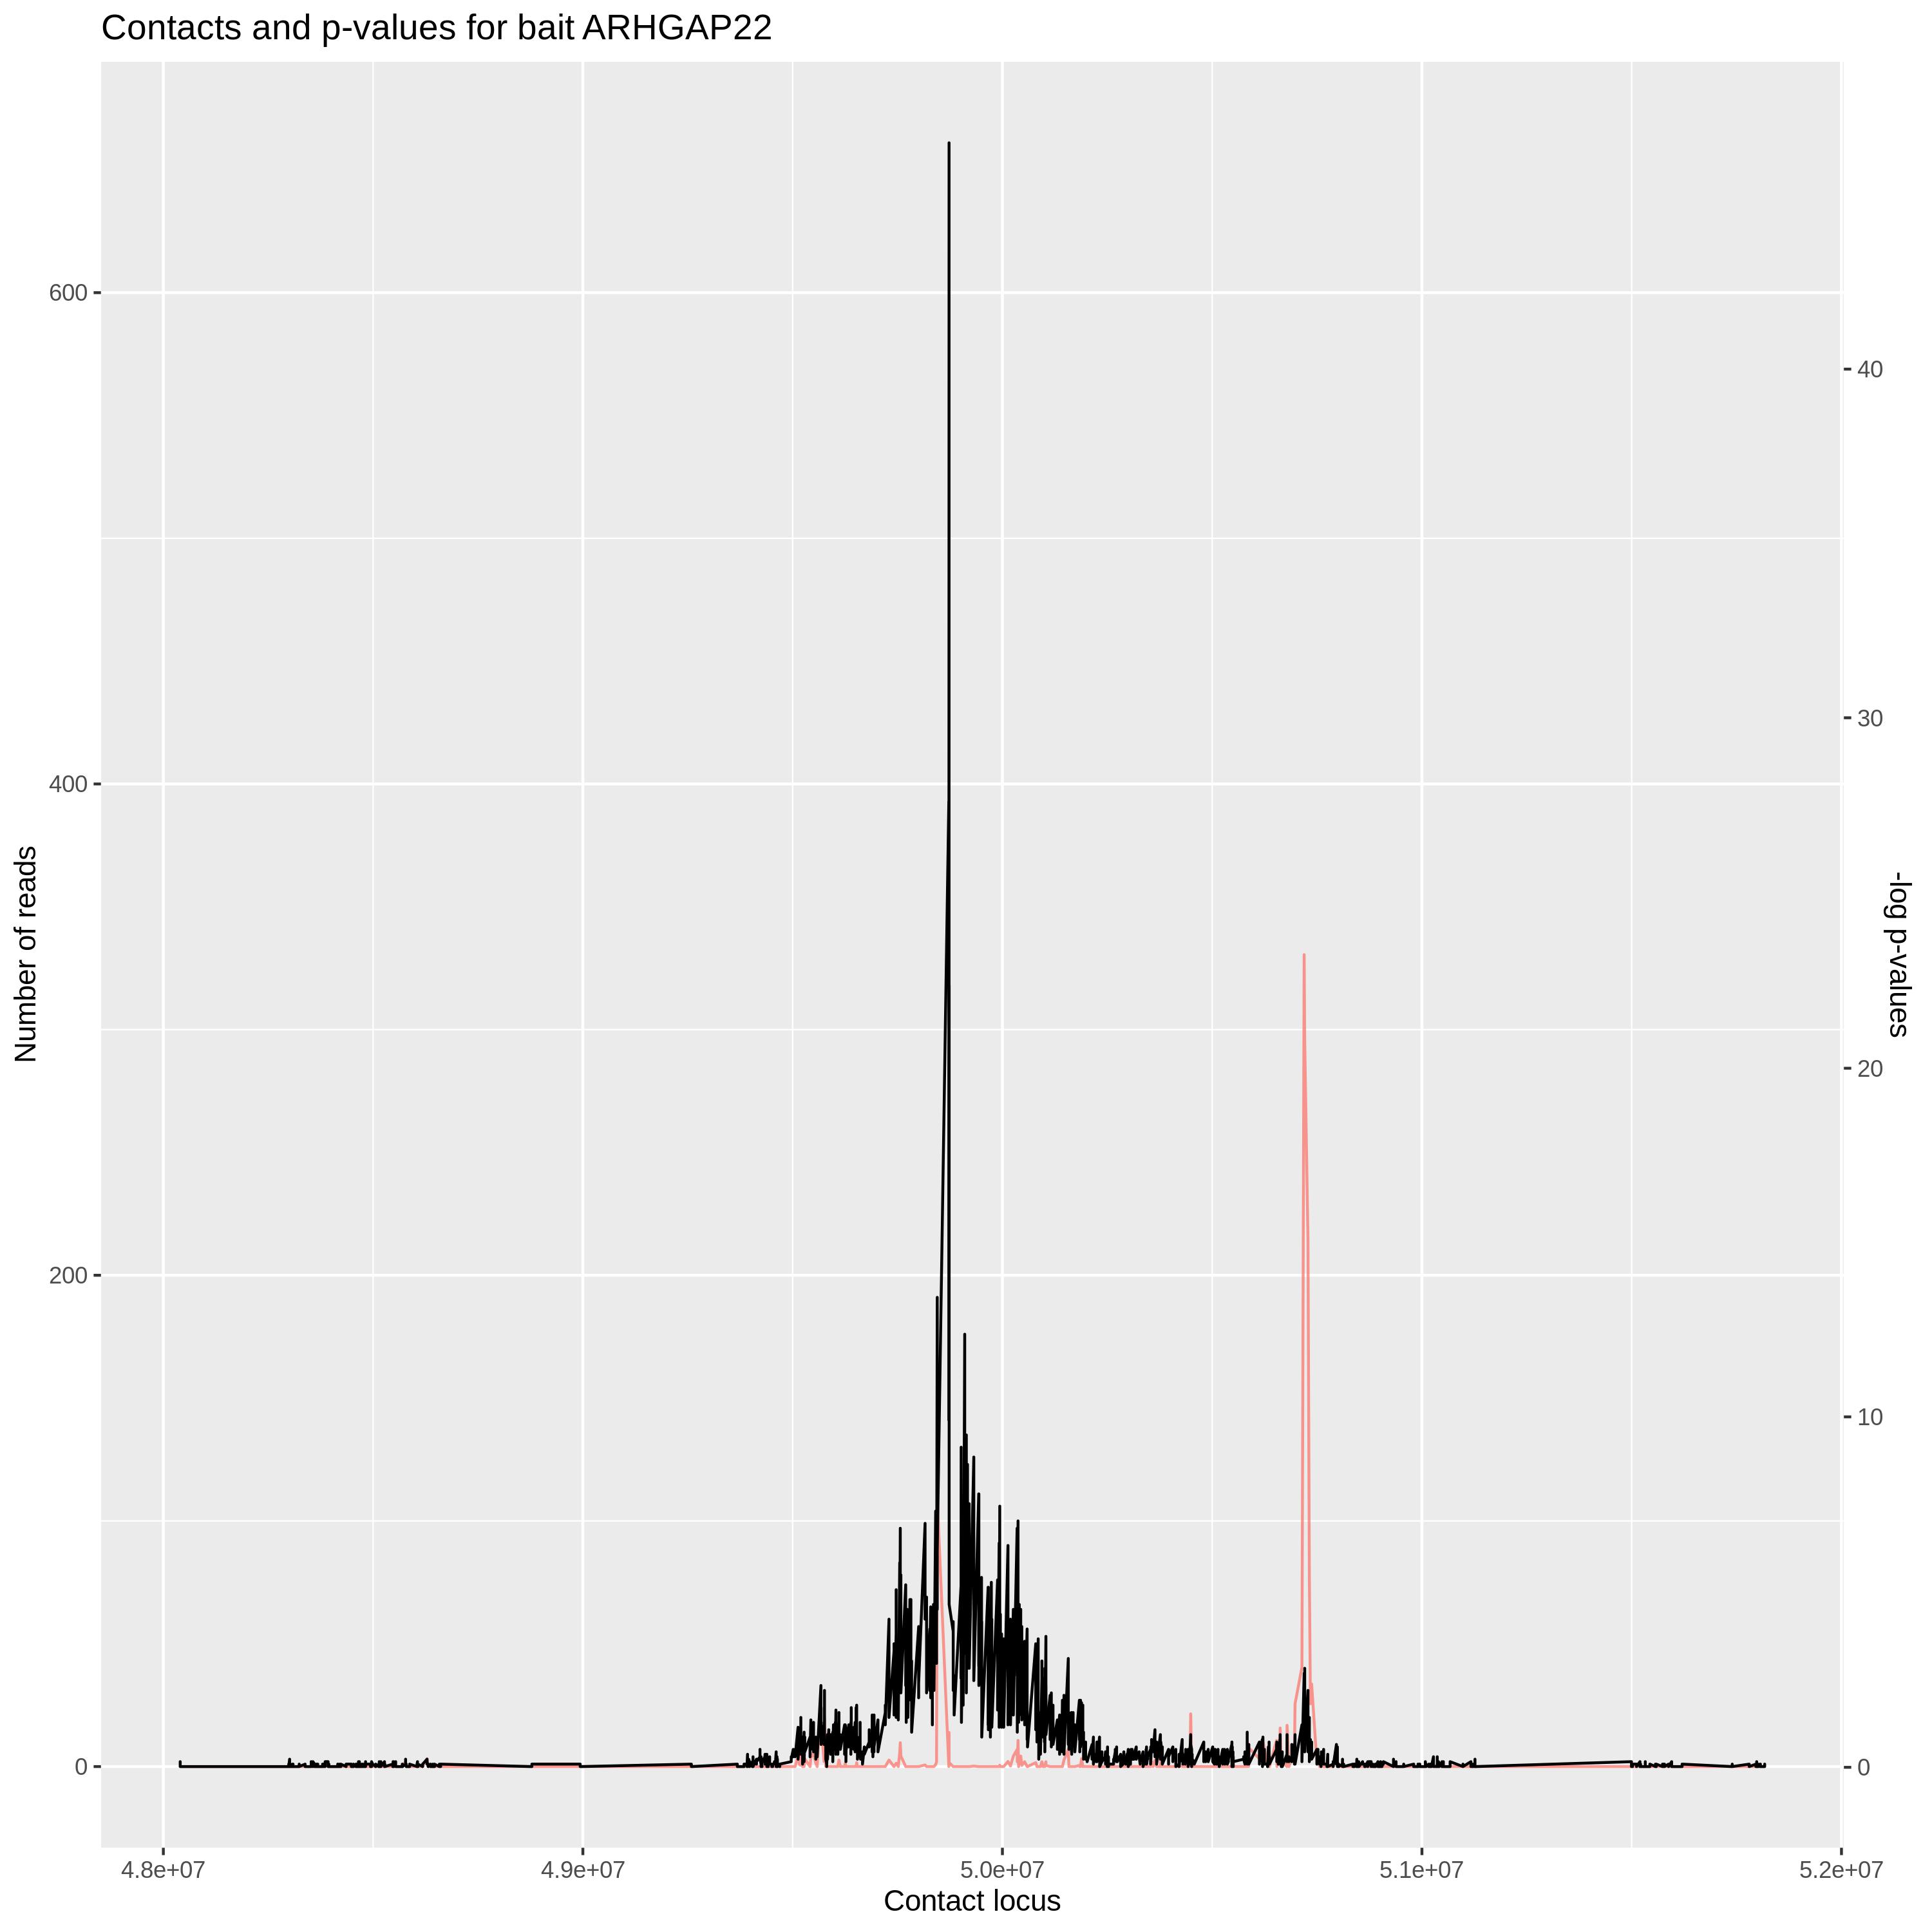 Contacts and p-values for bait ARHGAP22
600
400
200
0
Number of reads
40
30
20
10
0
-log p-values
4.8e+07 4.9e+07 5.0e+07 5.1e+07 5.2e+07
Contact locus